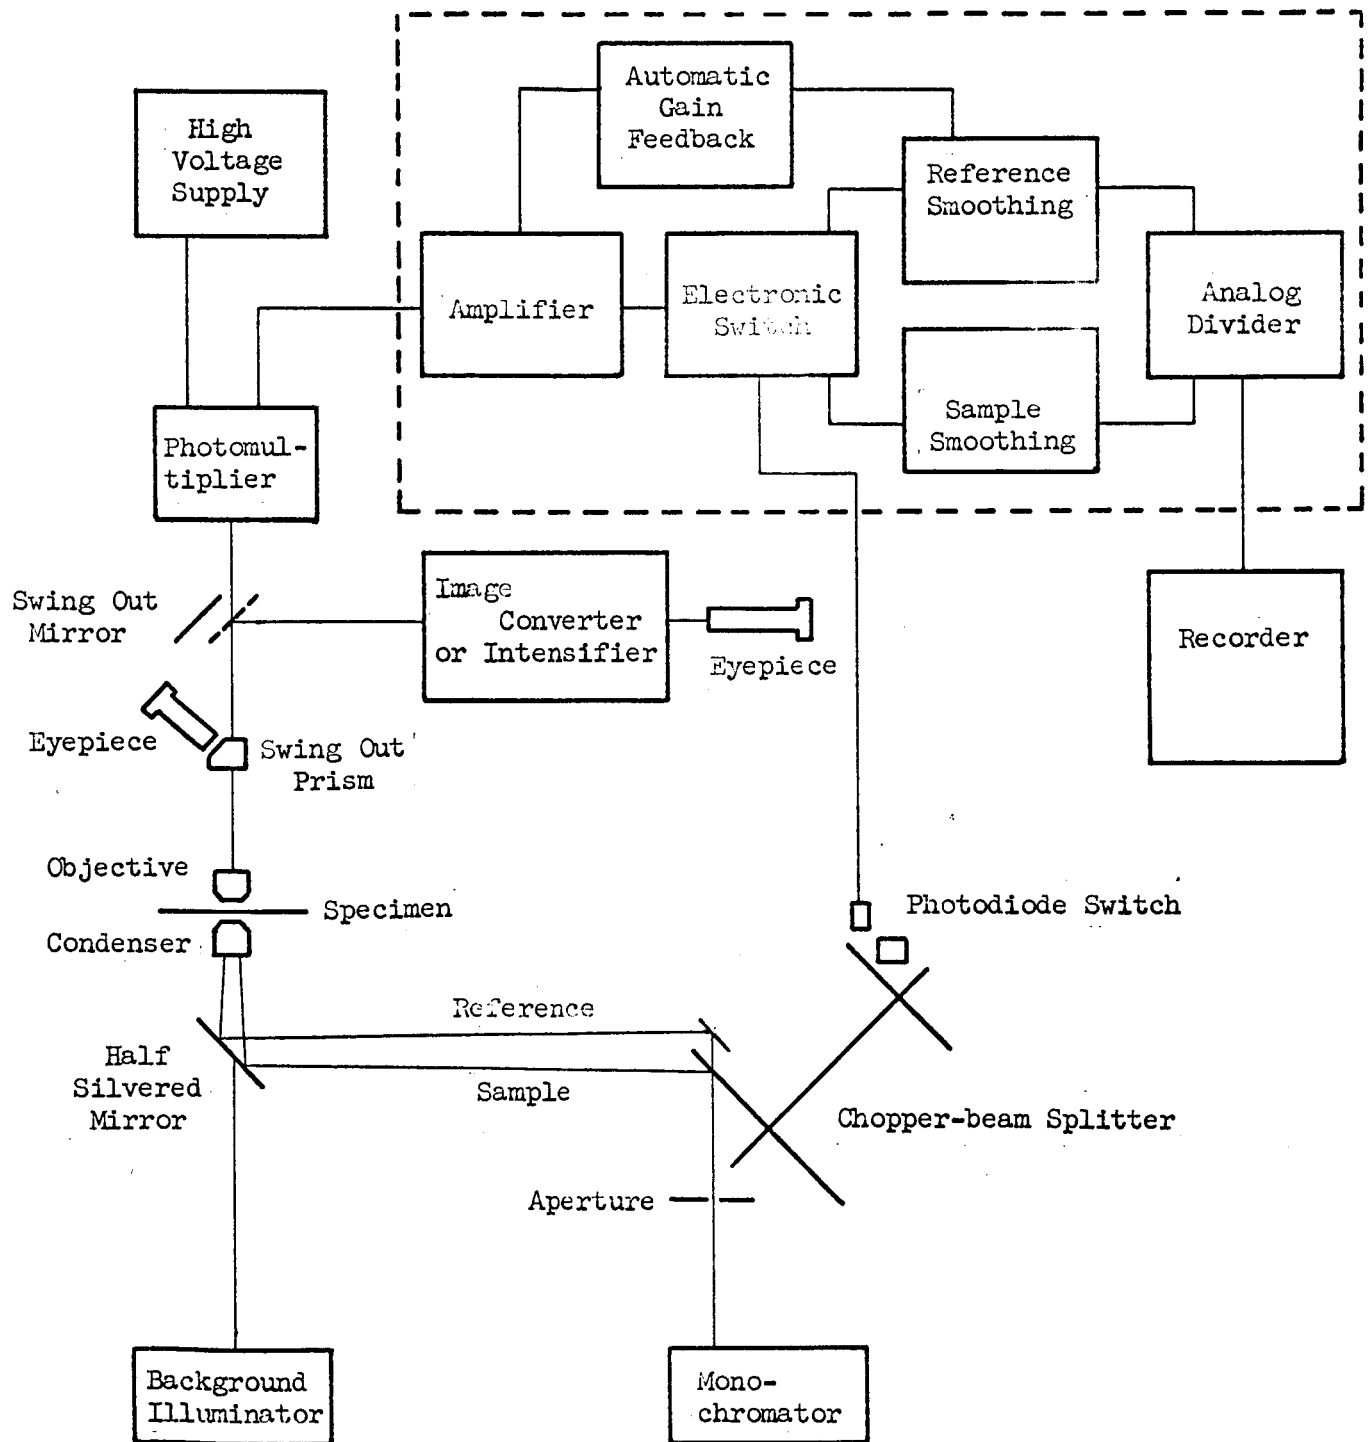 Automatic
Gain
Feedback
High
Voltage
Supply
Reference
Smoothing
Amplifier
Electronic
Switch
Analog
Divider
Sample
Smoothing
Photomul-
tiplier
Swing Out
Mirror
Image
Converter
or Intensifier
Eyepiece
Recorder
Eyepiece
Swing Out
Prism
Objective
Specimen
Condenser
Photodiode Switch
Reference
Half
Silvered
Mirror
Sample
Chopper-beam Splitter
Aperture
Background
Illuminator
Mono-
chromator